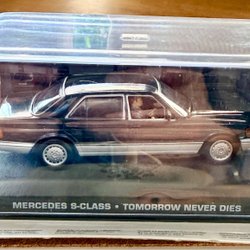 MERCEDES S-CLASS • TOMORROW NEVER DIES